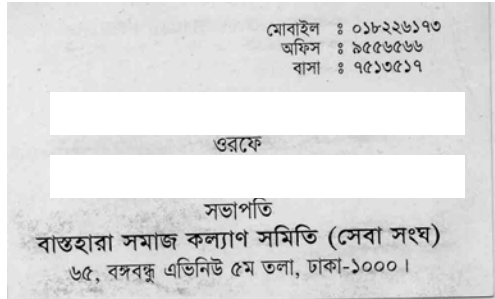 মোবাইল ঃ ০১৮২২৬১৭৩
অফিস ঃ ৯৫৫৬৫৬৬
বাসা ঃ ৭৫১৩৫১৭
ওরফে
সভাপতি
বাস্তহারা সমাজ কল্যাণ সমিতি (সেবা সংঘ)
৬৫, বঙ্গবন্ধু এভিনিউ ৫ম তলা, ঢাকা-১০০০।